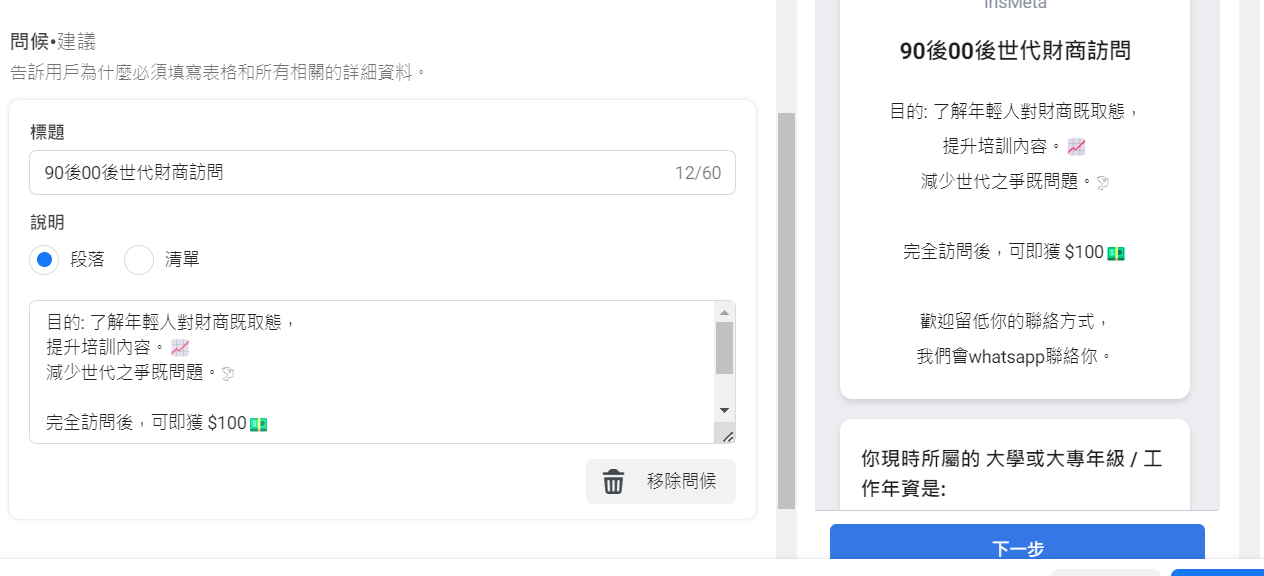 問候•建議
告訴用戶為什麼必須填寫表格和所有相關的詳細資料。
標題
90後00後世代財商訪問
12/60
說明
段落
清單
目的: 了解年輕人對財商既取態，
提升培訓內容。📈
減少世代之爭既問題。🕊
完全訪問後，可即獲 $100💵
移除問候
InsMeta
90後00後世代財商訪問
目的: 了解年輕人對財商既取態，
提升培訓內容。📈
減少世代之爭既問題。🕊
完全訪問後，可即獲 $100💵
歡迎留低你的聯絡方式，
我們會whatsapp聯絡你。
你現時所屬的 大學或大專年級 / 工
作年資是:
下一步